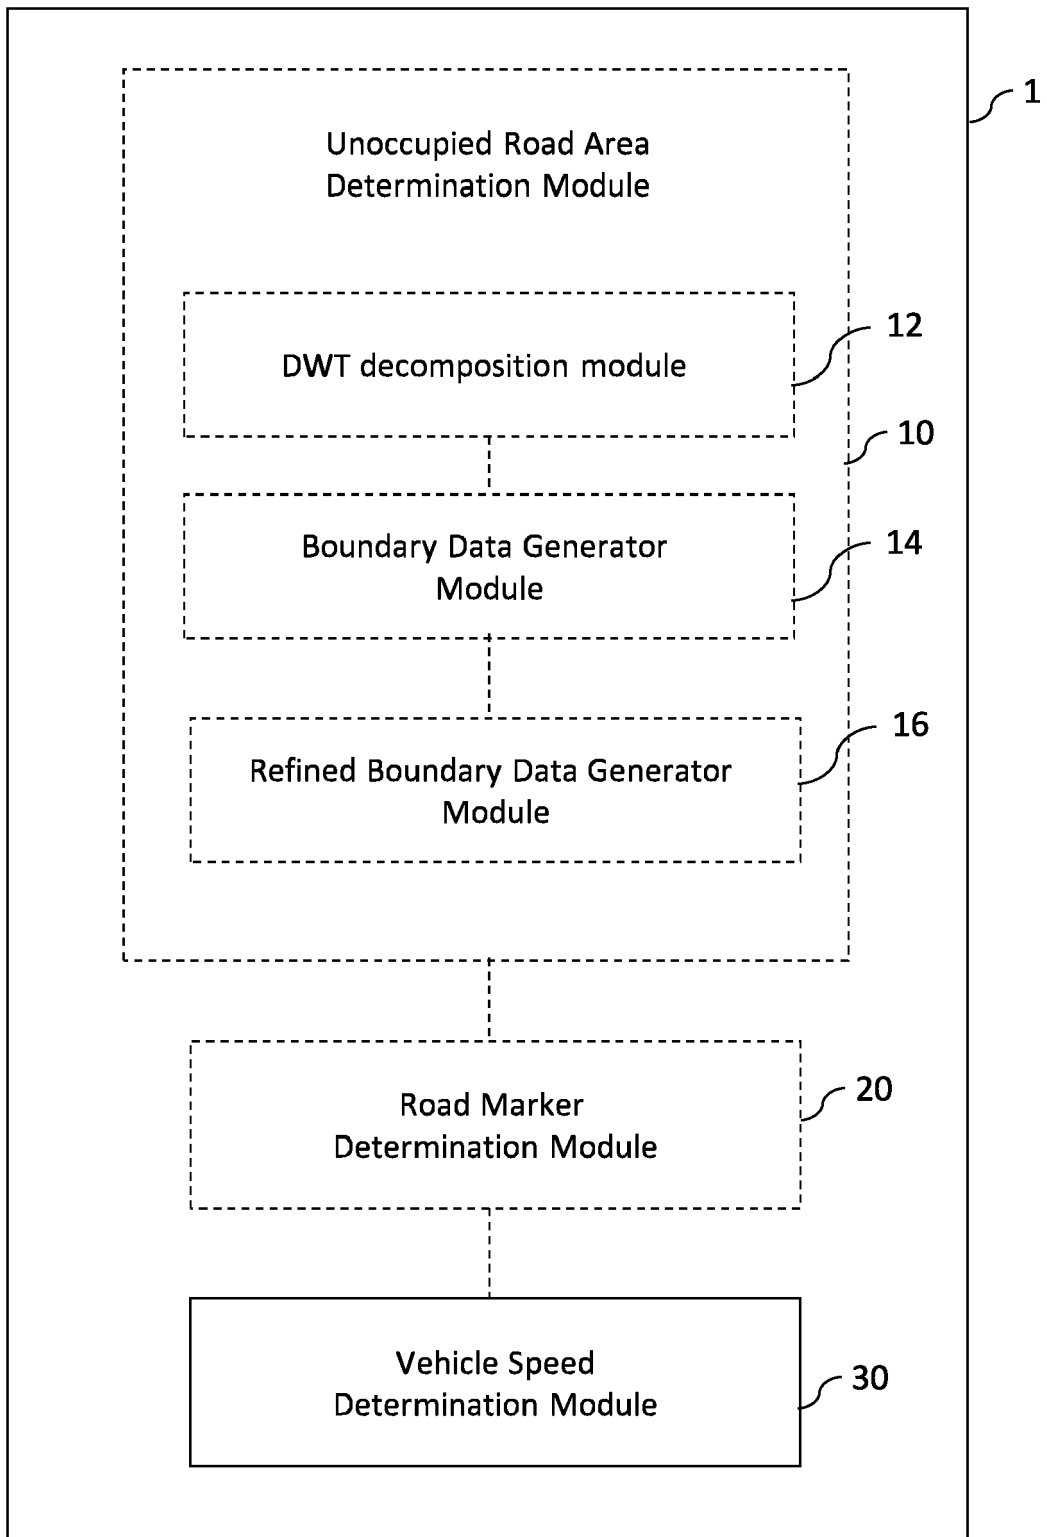 1
Unoccupied Road Area
Determination Module
12
DWT decomposition module
10
14
Boundary Data Generator
Module
16
Refined Boundary Data Generator
Module
20
Road Marker
Determination Module
30
Vehicle Speed
Determination Module